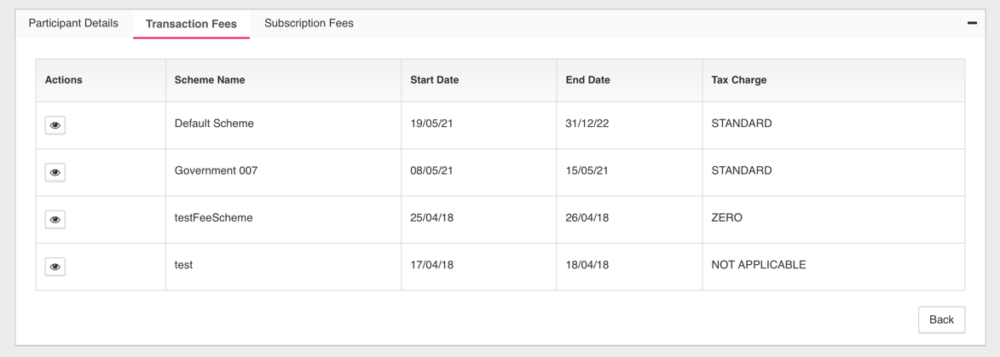 Participant Details Transaction Fees Subscription Fees
Actions Scheme Name Start Date End Date Tax Charge
Default Scheme 19/05/21 31/12/22 STANDARD
Government 007 08/05/21 15/05/21 STANDARD
testFeeScheme 25/04/18 26/04/18 ZERO
test 17/04/18 18/04/18 NOT APPLICABLE
Back